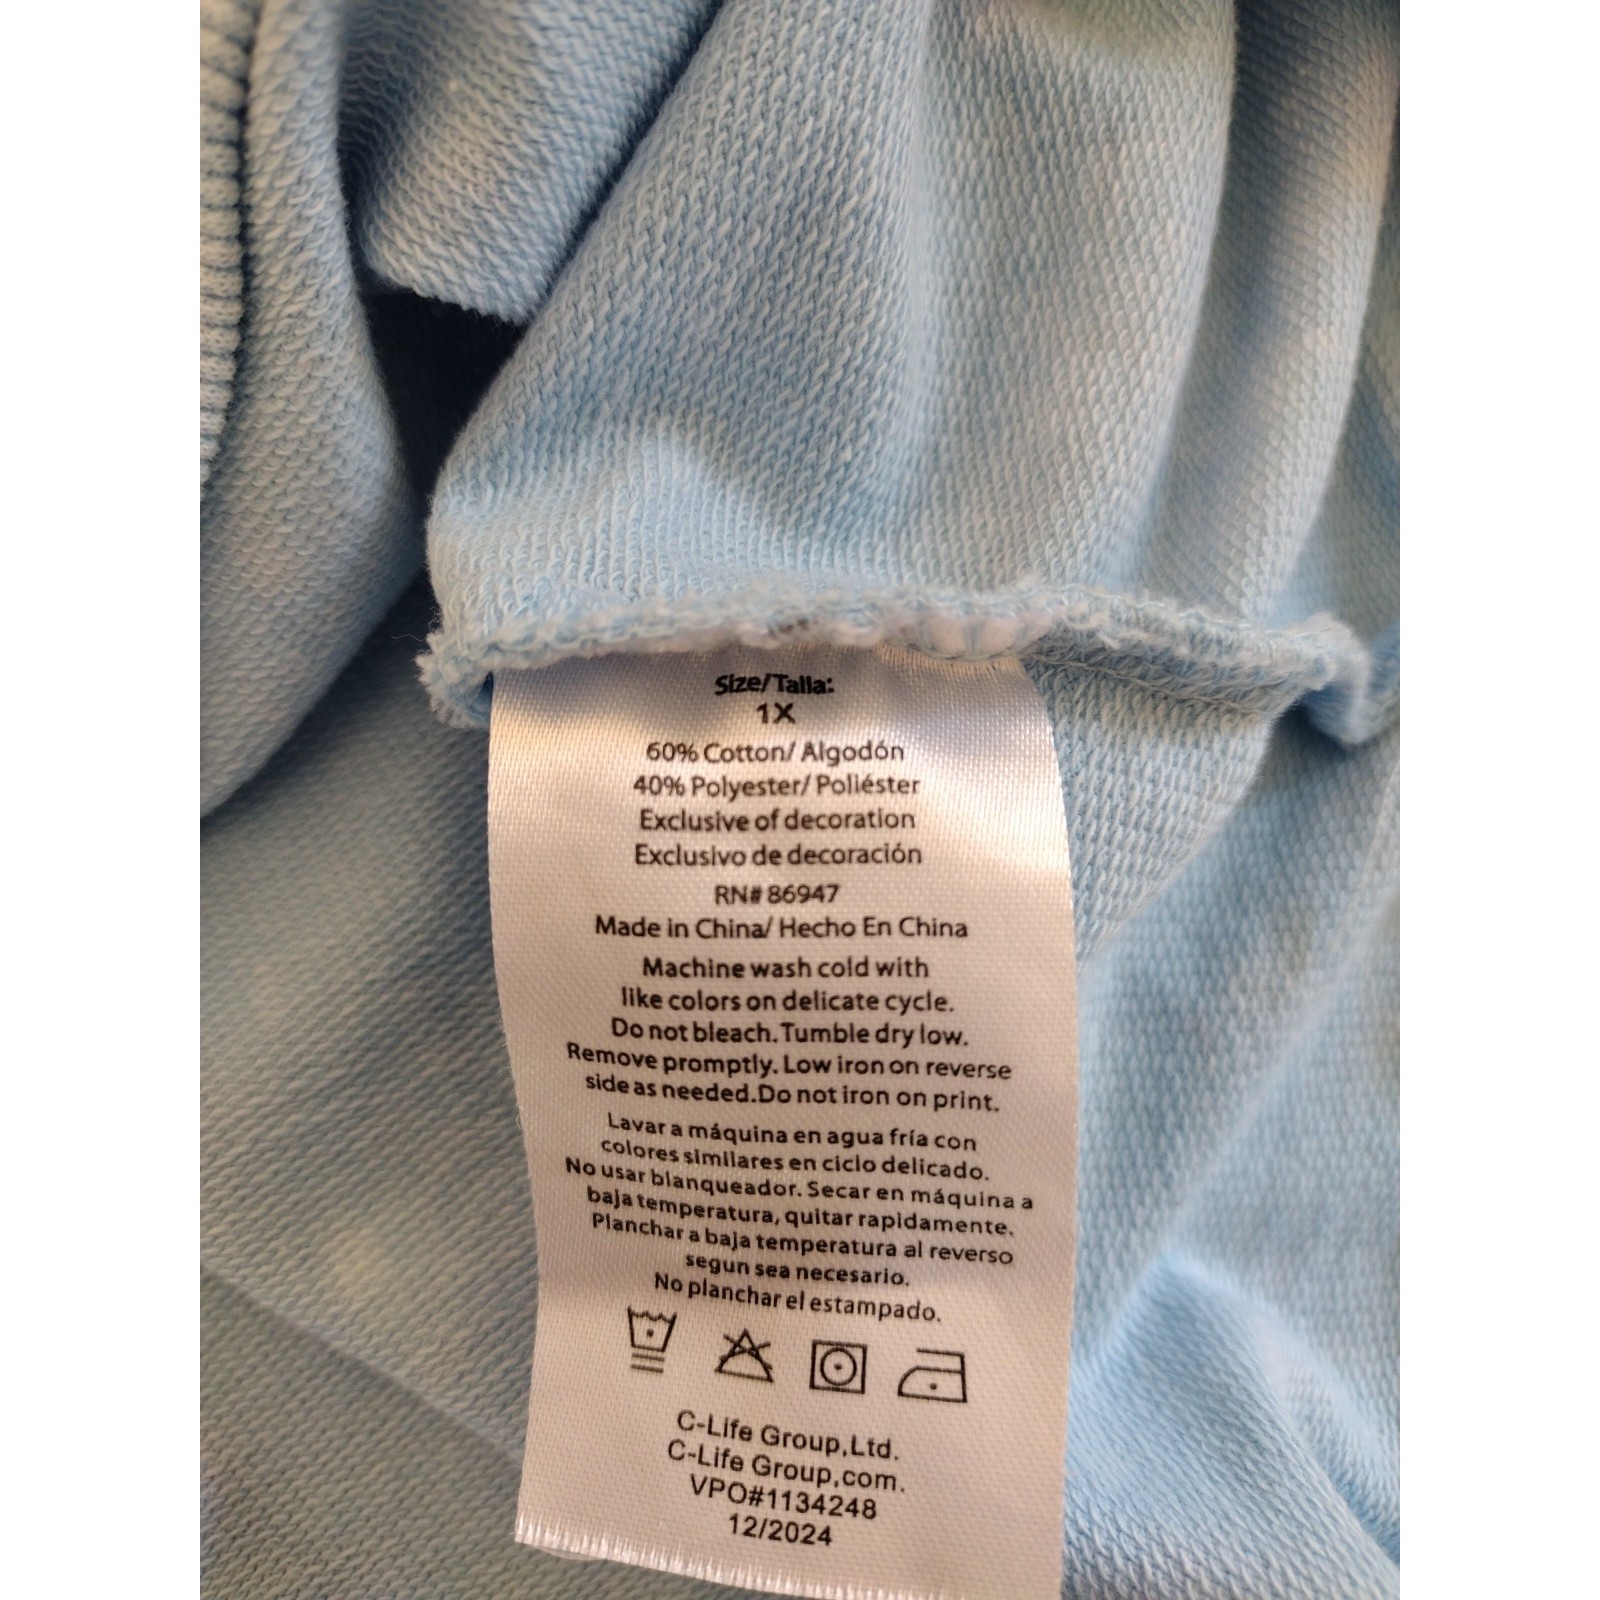 Size/Talla:
1X
60% Cotton/ Algodón
40% Polyester/ Poliéster
Exclusive of decoration
Exclusivo de decoración
RN# 86947
Made in China/ Hecho En China
Machine wash cold with
like colors on delicate cycle.
Do not bleach. Tumble dry low.
Remove promptly. Low iron on reverse
side as needed.Do not iron on print.
Lavar a máquina en agua fría con
colores similares en ciclo delicado.
No usar blanqueador. Secar en máquina a
baja temperatura, quitar rapidamente.
Planchar a baja temperatura al reverso
segun sea necesario.
No planchar el estampado.
C-Life Group,Ltd.
C-Life Group,com.
VPO#1134248
12/2024